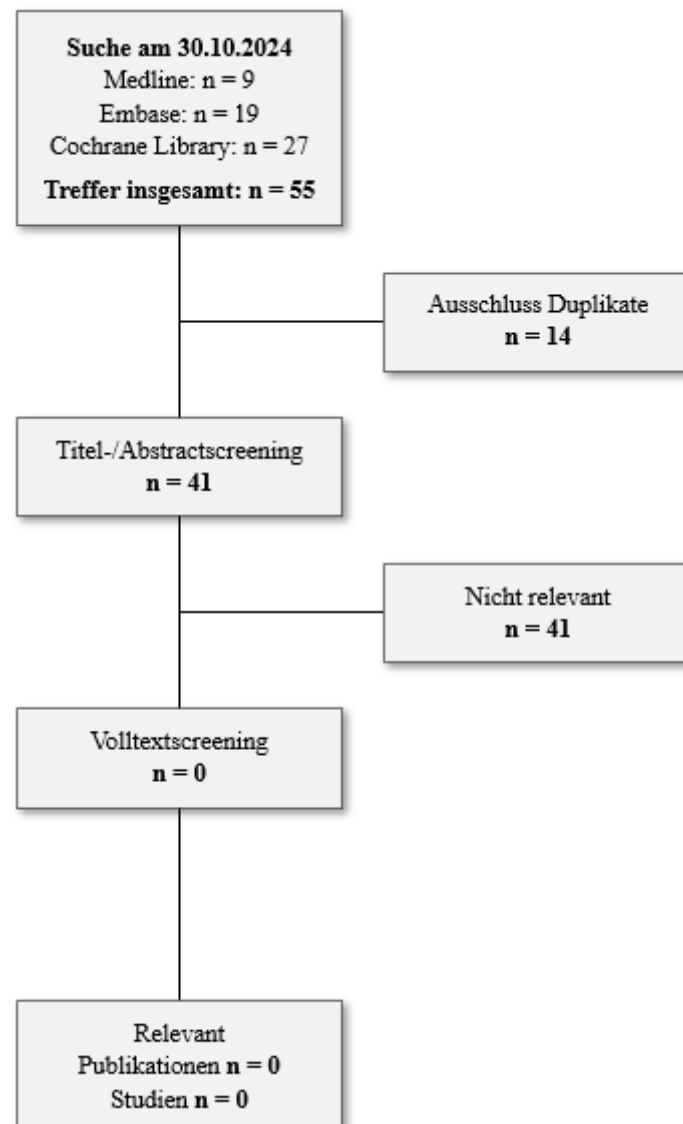 Suche am 30.10.2024
Medline: n = 9
Embase: n = 19
Cochrane Library: n = 27
Treffer insgesamt: n = 55
Ausschluss Duplikate
n = 14
Titel-/Abstractscreening
n = 41
Nicht relevant
n = 41
Volltextscreening
n = 0
Relevant
Publikationen n = 0
Studien n = 0